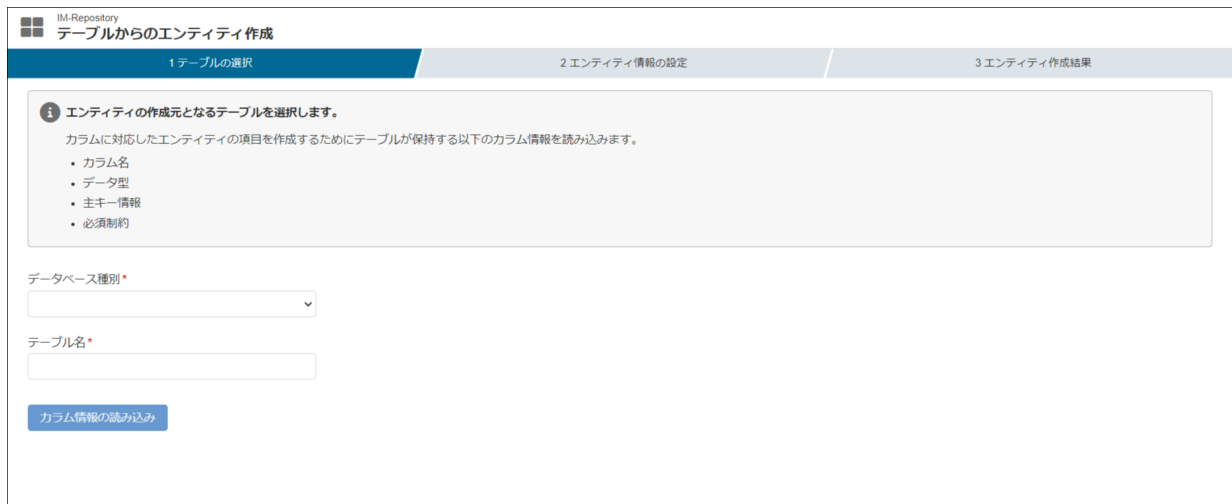 IM-Repository
テーブルからのエンティティ作成
1 テーブルの選択
2 エンティティ情報の設定
3 エンティティ作成結果
エンティティの作成元となるテーブルを選択します。
カラムに対応したエンティティの項目を作成するためにテーブルが保持する以下のカラム情報を読み込みます。
• カラム名
• データ型
• 主キー情報
• 必須制約
データベース種別*
テーブル名*
カラム情報の読み込み